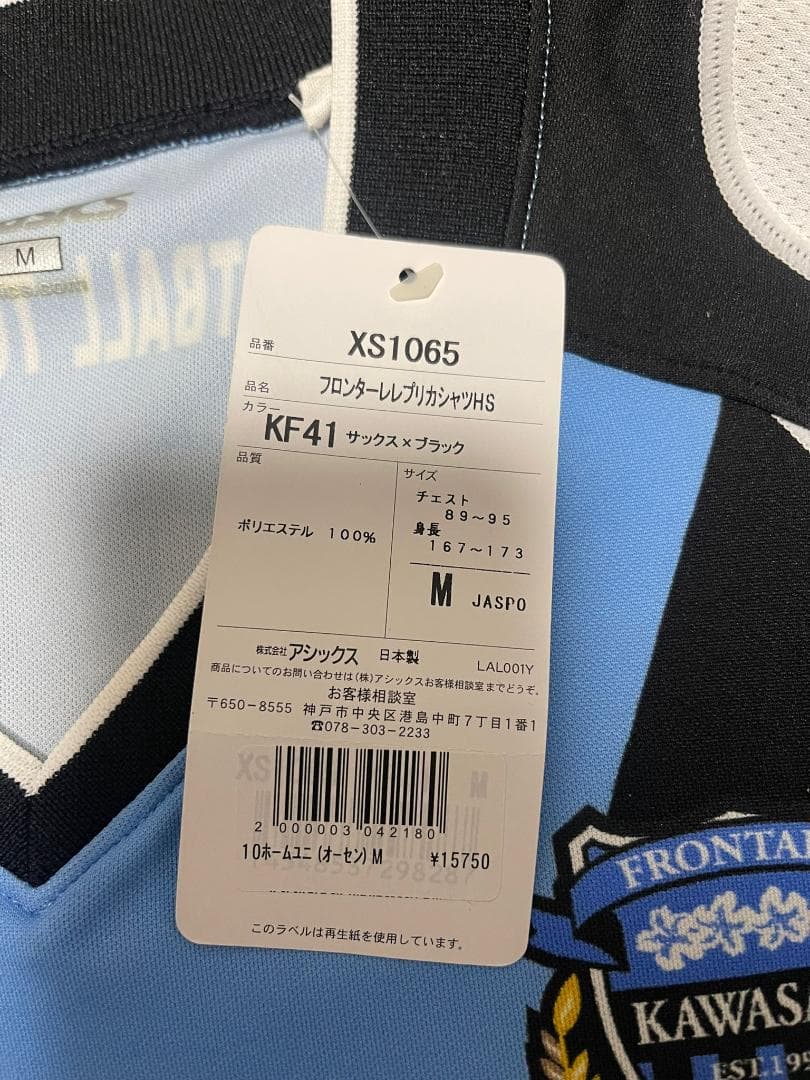 asics
M
TBALL T
品番 XS1065
品名 フロンターレレプリカシャツHS
カラー KF41 サックス×ブラック
品質
ポリエステル 100%
サイズ
チェスト
89～95
身長
167～173
M JASPO
株式会社アシックス 日本製 LAL001Y
商品についてのお問い合わせは(株)アシックスお客様相談室までどうぞ。
お客様相談室
〒650-8555 神戸市中央区港島中町7丁目1番1
☎078-303-2233
XS M
2 000003 042180
10ホームユニ(オーセン)M ¥15750
このラベルは再生紙を使用しています。
FRONTA
KAWASA
EST.199